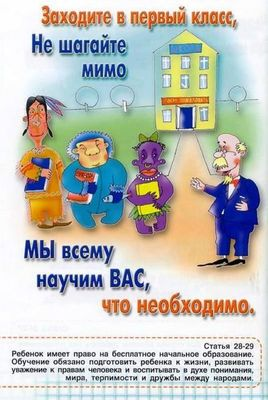 Заходите в первый класс,
Не шагайте
мимо
ДОБРО ПОЖАЛОВАТЬ
МЫ всему
научим ВАС,
что необходимо.
Статья 28-29
Ребенок имеет право на бесплатное начальное образование.
Обучение обязано подготовить ребенка к жизни, развивать
уважение к правам человека и воспитывать в духе понимания,
мира, терпимости и дружбы между народами.